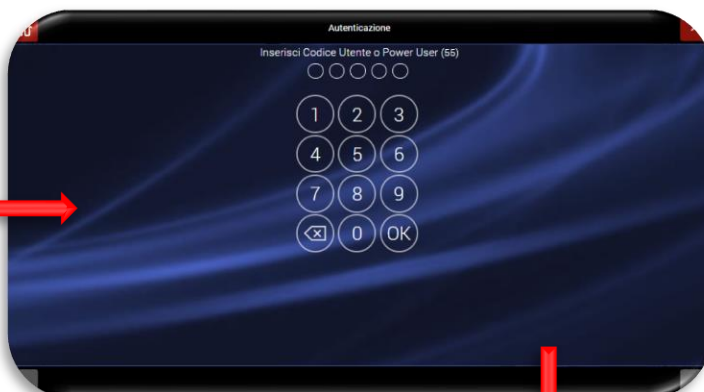 Autenticazione
Inserisci Codice Utente o Power User (55)
1 2 3
4 5 6
7 8 9
0 OK